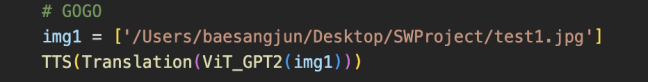 # GOGO
img1 = ['/Users/baesangjun/Desktop/SWProject/test1.jpg']
TTS(Translation(ViT_GPT2(img1)))